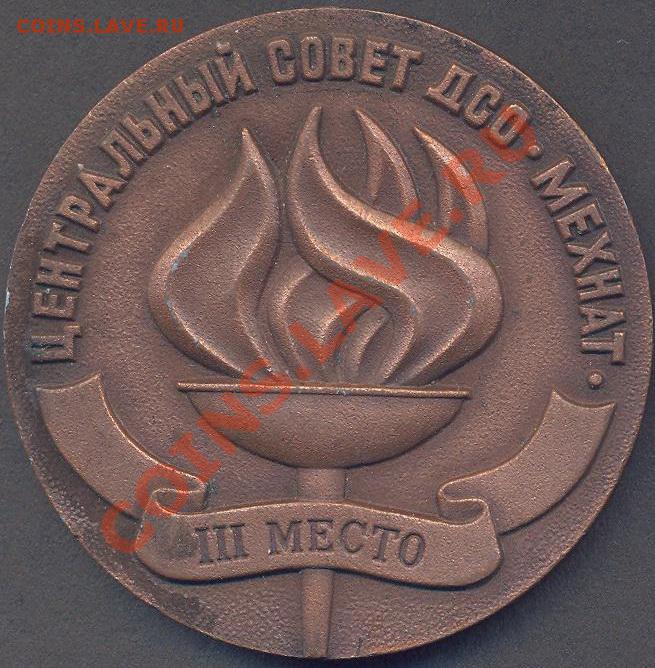 COINS.LAVE.RU
ЦЕНТРАЛЬНЫЙ СОВЕТ ДСО·МЕХНАТ·
III МЕСТО
COINS.LAVE.RU